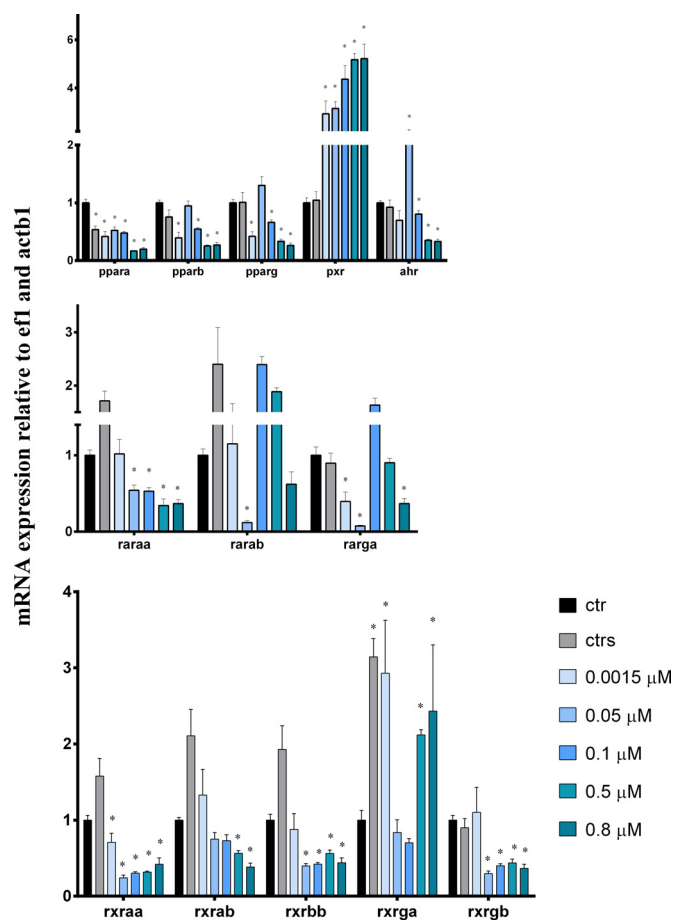 mRNA expression relative to ef1 and actb1
6
4
2
1
0
* * * * * * * * * * * * * * * * * * * * * *
ppara pparb pparg pxr ahr
3
2
1
0
* * * * * * * *
raraa rarab rarga
4
3
2
1
0
* * * * * * * * * * * * * * * * * * * *
rxraa rxrab rxrbb rxrga rxrgb
ctr
ctrs
0.0015 μM
0.05 μM
0.1 μM
0.5 μM
0.8 μM